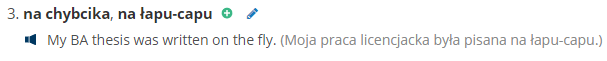 3. na chybcika, na łapu-capu
My BA thesis was written on the fly. (Moja praca licencjacka była pisana na łapu-capu.)